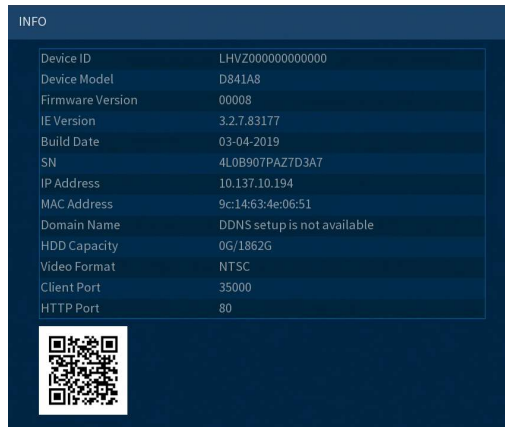 INFO
Device ID LHVZ000000000000
Device Model D841A8
Firmware Version 00008
IE Version 3.2.7.83177
Build Date 03-04-2019
SN 4L0B907PAZ7D3A7
IP Address 10.137.10.194
MAC Address 9c:14:63:4e:06:51
Domain Name DDNS setup is not available
HDD Capacity 0G/1862G
Video Format NTSC
Client Port 35000
HTTP Port 80